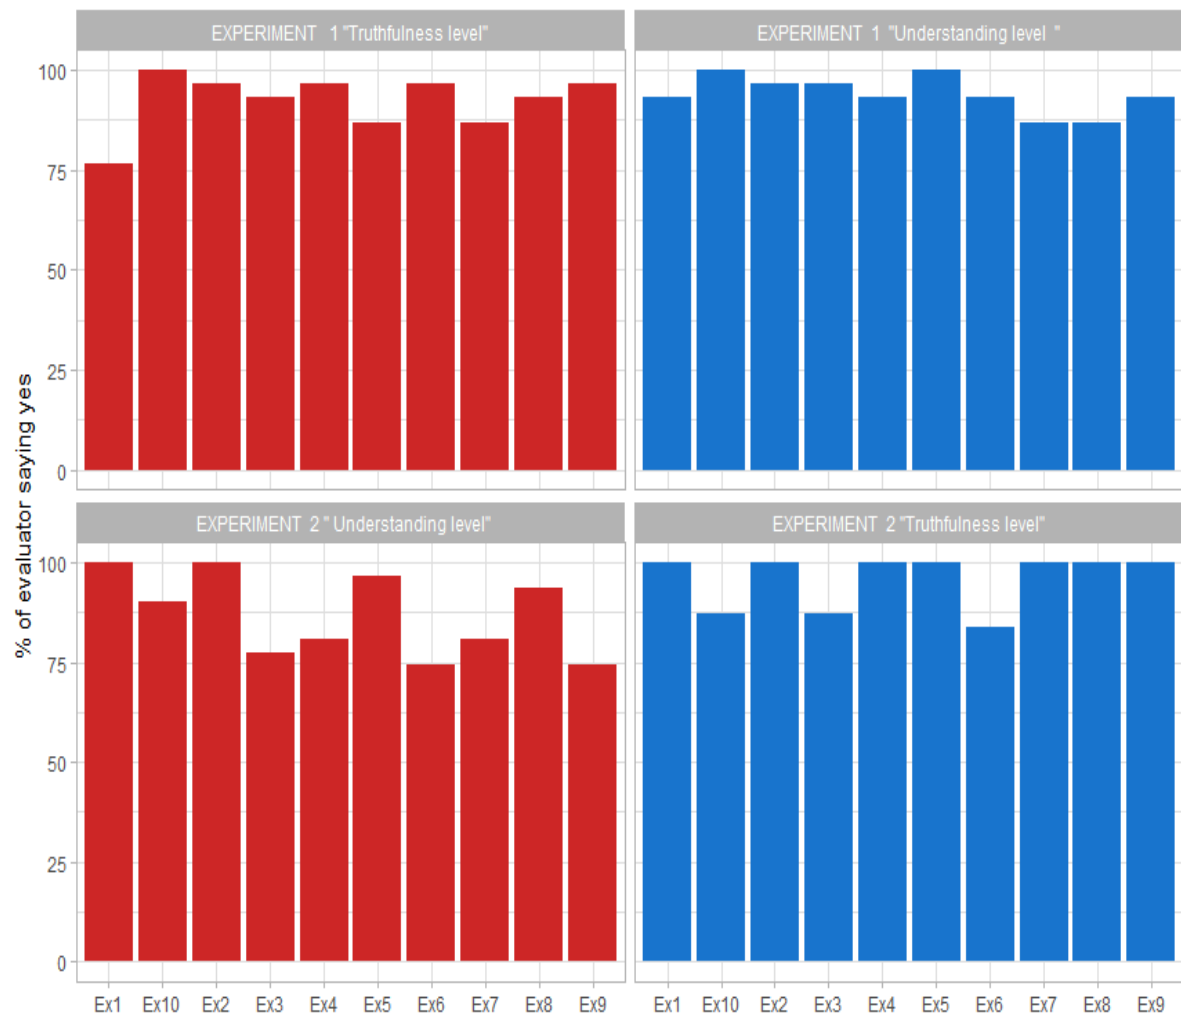 EXPERIMENT 1 "Truthfulness level"
EXPERIMENT 1 "Understanding level "
100
75
50
25
0
% of evaluator saying yes
EXPERIMENT 2 " Understanding level"
EXPERIMENT 2 "Truthfulness level"
100
75
50
25
0
Ex1 Ex10 Ex2 Ex3 Ex4 Ex5 Ex6 Ex7 Ex8 Ex9
Ex1 Ex10 Ex2 Ex3 Ex4 Ex5 Ex6 Ex7 Ex8 Ex9